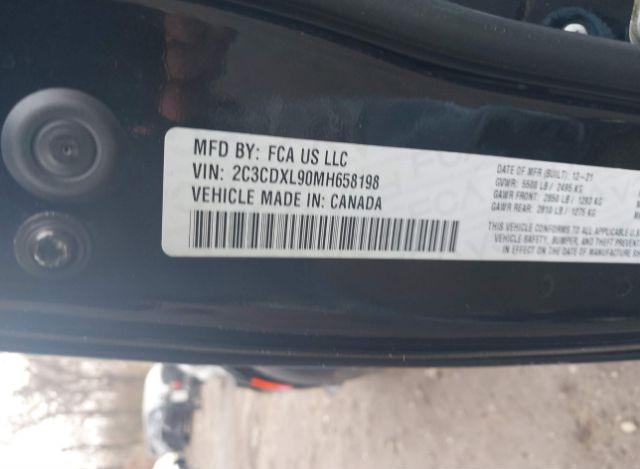 MFD BY: FCA US LLC
VIN: 2C3CDXL90MH658198
VEHICLE MADE IN: CANADA
DATE OF MFR (BUILT): 12-21
GVWR: 5500 LB / 2495 KG
GAWR FRONT: 2850 LB / 1293 KG
GAWR REAR: 2810 LB / 1275 KG
THIS VEHICLE CONFORMS TO ALL APPLICABLE U.S.
VEHICLE SAFETY, BUMPER, AND THEFT PREVENTION
IN EFFECT ON THE DATE OF MANUFACTURE